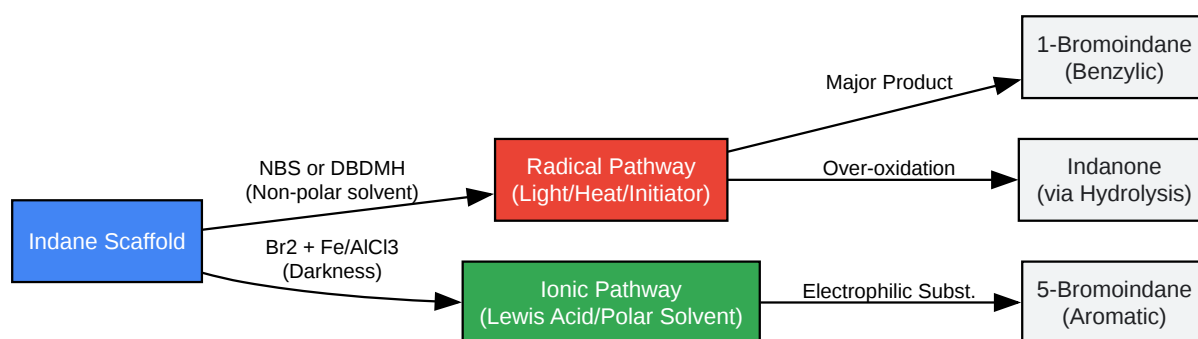 Indane Scaffold
NBS or DBDMH
(Non-polar solvent)
Br2 + Fe/AlCl3
(Darkness)
Radical Pathway
(Light/Heat/Initiator)
Ionic Pathway
(Lewis Acid/Polar Solvent)
Major Product
Over-oxidation
Electrophilic Subst.
1-Bromoindane
(Benzylic)
Indanone
(via Hydrolysis)
5-Bromoindane
(Aromatic)